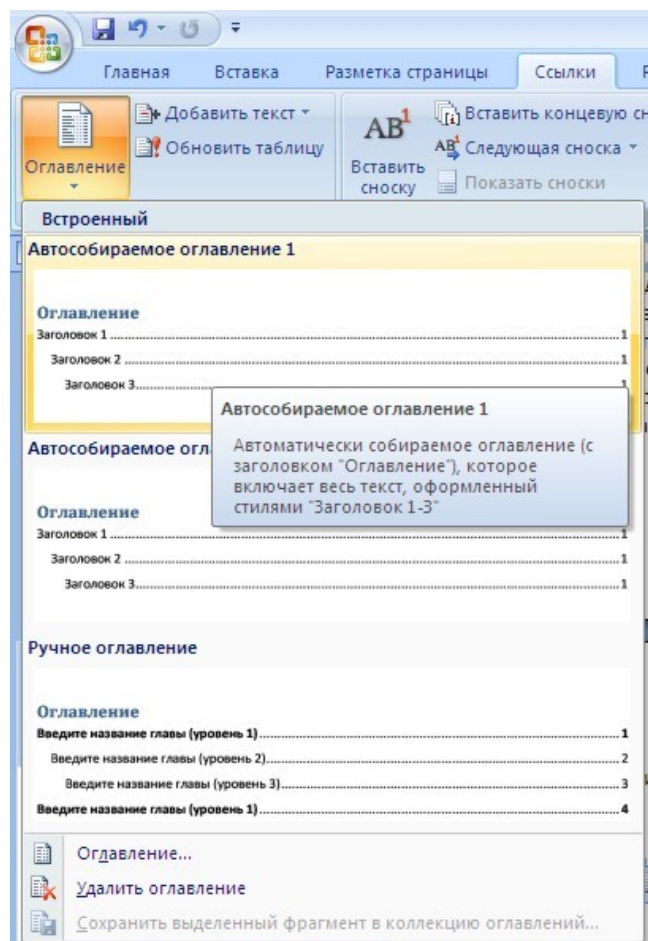 Главная Вставка Разметка страницы Ссылки
Добавить текст
Обновить таблицу
Оглавление
AB1
Вставить сноску
Вставить концевую сн
Следующая сноска
Показать сноски
Встроенный
Автособираемое оглавление 1
Оглавление
Заголовок 1 1
Заголовок 2 1
Заголовок 3 1
Автособираемое оглавление 1
Автоматически собираемое оглавление (с
заголовком "Оглавление"), которое
включает весь текст, оформленный
стилями "Заголовок 1-3"
Автособираемое огл
Оглавление
Заголовок 1 1
Заголовок 2 1
Заголовок 3 1
Ручное оглавление
Оглавление
Введите название главы (уровень 1) 1
Введите название главы (уровень 2) 2
Введите название главы (уровень 3) 3
Введите название главы (уровень 1) 4
Оглавление...
Удалить оглавление
Сохранить выделенный фрагмент в коллекцию оглавлений...